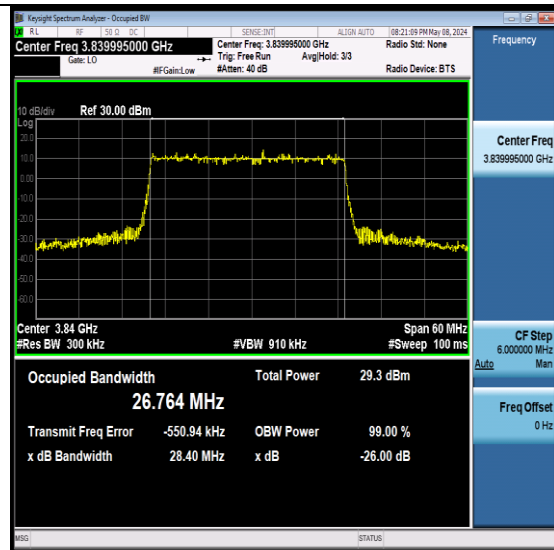 Keysight Spectrum Analyzer - Occupied BW
RL RF 50 Ω DC SENSE:INT ALIGN AUTO 08:21:09 PM May 08, 2024
Center Freq 3.839995000 GHz Center Freq: 3.839995000 GHz Radio Std: None
Gate: LO Trig: Free Run Avg|Hold: 3/3
#IFGain:Low #Atten: 40 dB Radio Device: BTS
Frequency
10 dB/div Ref 30.00 dBm
Log
20.0
10.0
0.00
-10.0
-20.0
-30.0
-40.0
-50.0
-60.0
Center Freq
3.839995000 GHz
Center 3.84 GHz Span 60 MHz
#Res BW 300 kHz #VBW 910 kHz #Sweep 100 ms
CF Step
6.000000 MHz
Auto Man
Freq Offset
0 Hz
Occupied Bandwidth Total Power 29.3 dBm
26.764 MHz
Transmit Freq Error -550.94 kHz OBW Power 99.00 %
x dB Bandwidth 28.40 MHz x dB -26.00 dB
MSG STATUS